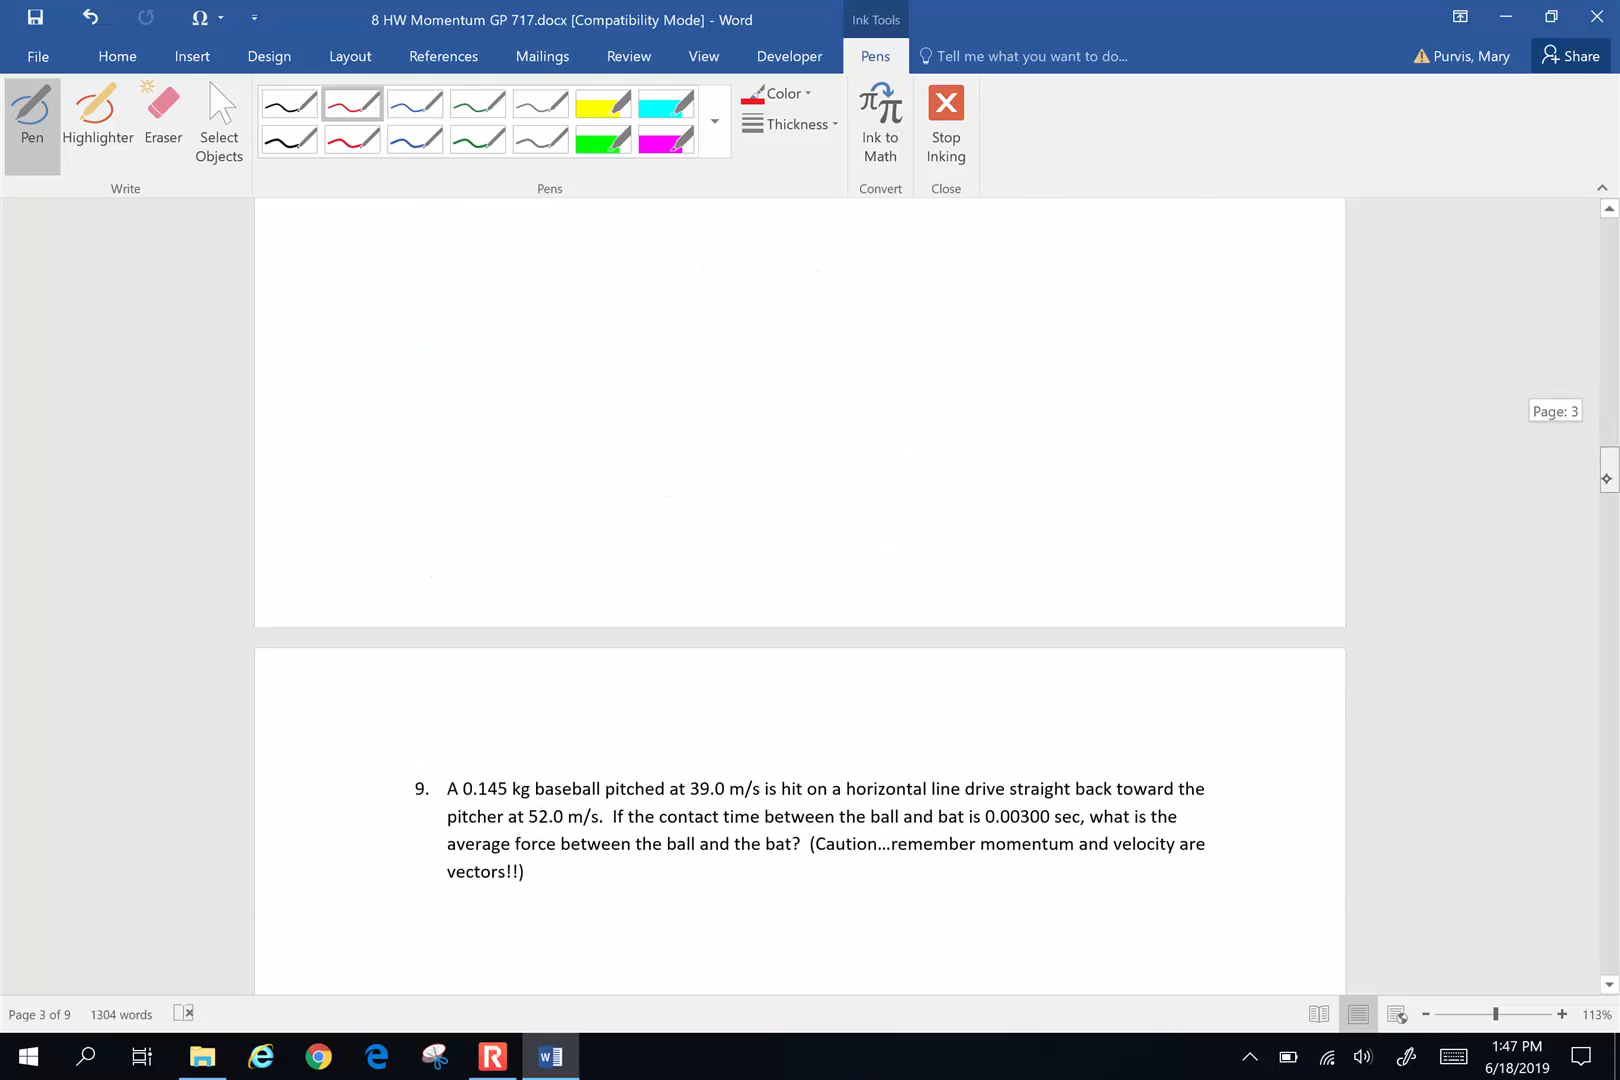 8 HW Momentum GP 717.docx [Compatibility Mode] - Word
Ink Tools
File Home Insert Design Layout References Mailings Review View Developer Pens Tell me what you want to do... Purvis, Mary Share
Pen
Highlighter
Eraser
Select
Objects
Write
Color
Thickness
Pens
Ink to
Math
Convert
Stop
Inking
Close
Page: 3
9. A 0.145 kg baseball pitched at 39.0 m/s is hit on a horizontal line drive straight back toward the
pitcher at 52.0 m/s. If the contact time between the ball and bat is 0.00300 sec, what is the
average force between the ball and the bat? (Caution...remember momentum and velocity are
vectors!!)
Page 3 of 9 1304 words 113%
1:47 PM
6/18/2019